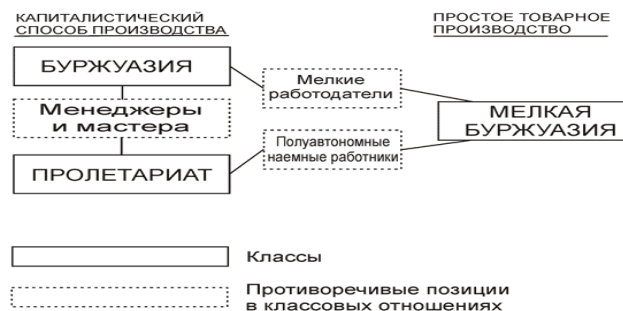 КАПИТАЛИСТИЧЕСКИЙ
СПОСОБ ПРОИЗВОДСТВА
ПРОСТОЕ ТОВАРНОЕ
ПРОИЗВОДСТВО
БУРЖУАЗИЯ
Мелкие
работодатели
Менеджеры
и мастера
МЕЛКАЯ
БУРЖУАЗИЯ
Полуавтономные
наемные работники
ПРОЛЕТАРИАТ
Классы
Противоречивые позиции
в классовых отношениях